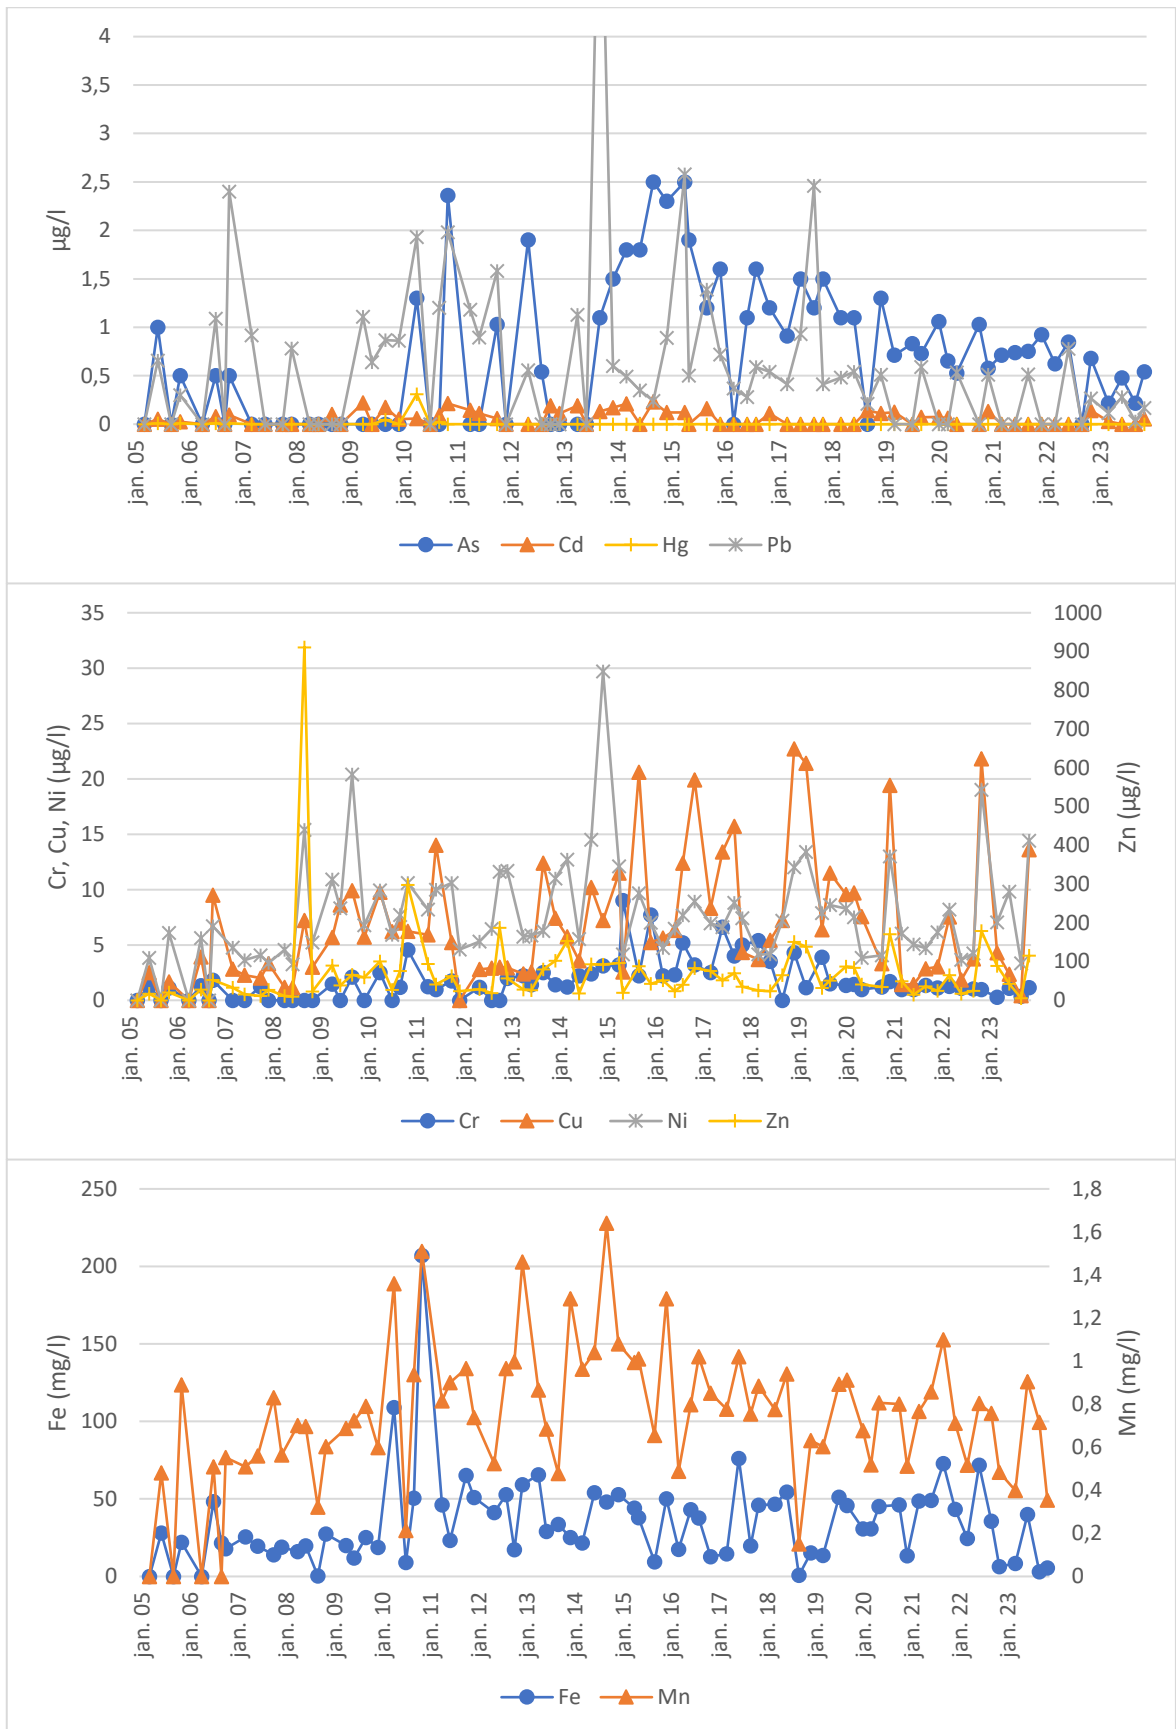 4
3,5
3
2,5
2
1,5
1
0,5
0
µg/l
jan. 05
jan. 06
jan. 07
jan. 08
jan. 09
jan. 10
jan. 11
jan. 12
jan. 13
jan. 14
jan. 15
jan. 16
jan. 17
jan. 18
jan. 19
jan. 20
jan. 21
jan. 22
jan. 23
As Cd Hg Pb
35
30
25
20
15
10
5
0
Cr, Cu, Ni (µg/l)
1000
900
800
700
600
500
400
300
200
100
0
Zn (µg/l)
jan. 05
jan. 06
jan. 07
jan. 08
jan. 09
jan. 10
jan. 11
jan. 12
jan. 13
jan. 14
jan. 15
jan. 16
jan. 17
jan. 18
jan. 19
jan. 20
jan. 21
jan. 22
jan. 23
Cr Cu Ni Zn
250
200
150
100
50
0
Fe (mg/l)
1,8
1,6
1,4
1,2
1
0,8
0,6
0,4
0,2
0
Mn (mg/l)
jan. 05
jan. 06
jan. 07
jan. 08
jan. 09
jan. 10
jan. 11
jan. 12
jan. 13
jan. 14
jan. 15
jan. 16
jan. 17
jan. 18
jan. 19
jan. 20
jan. 21
jan. 22
jan. 23
Fe Mn